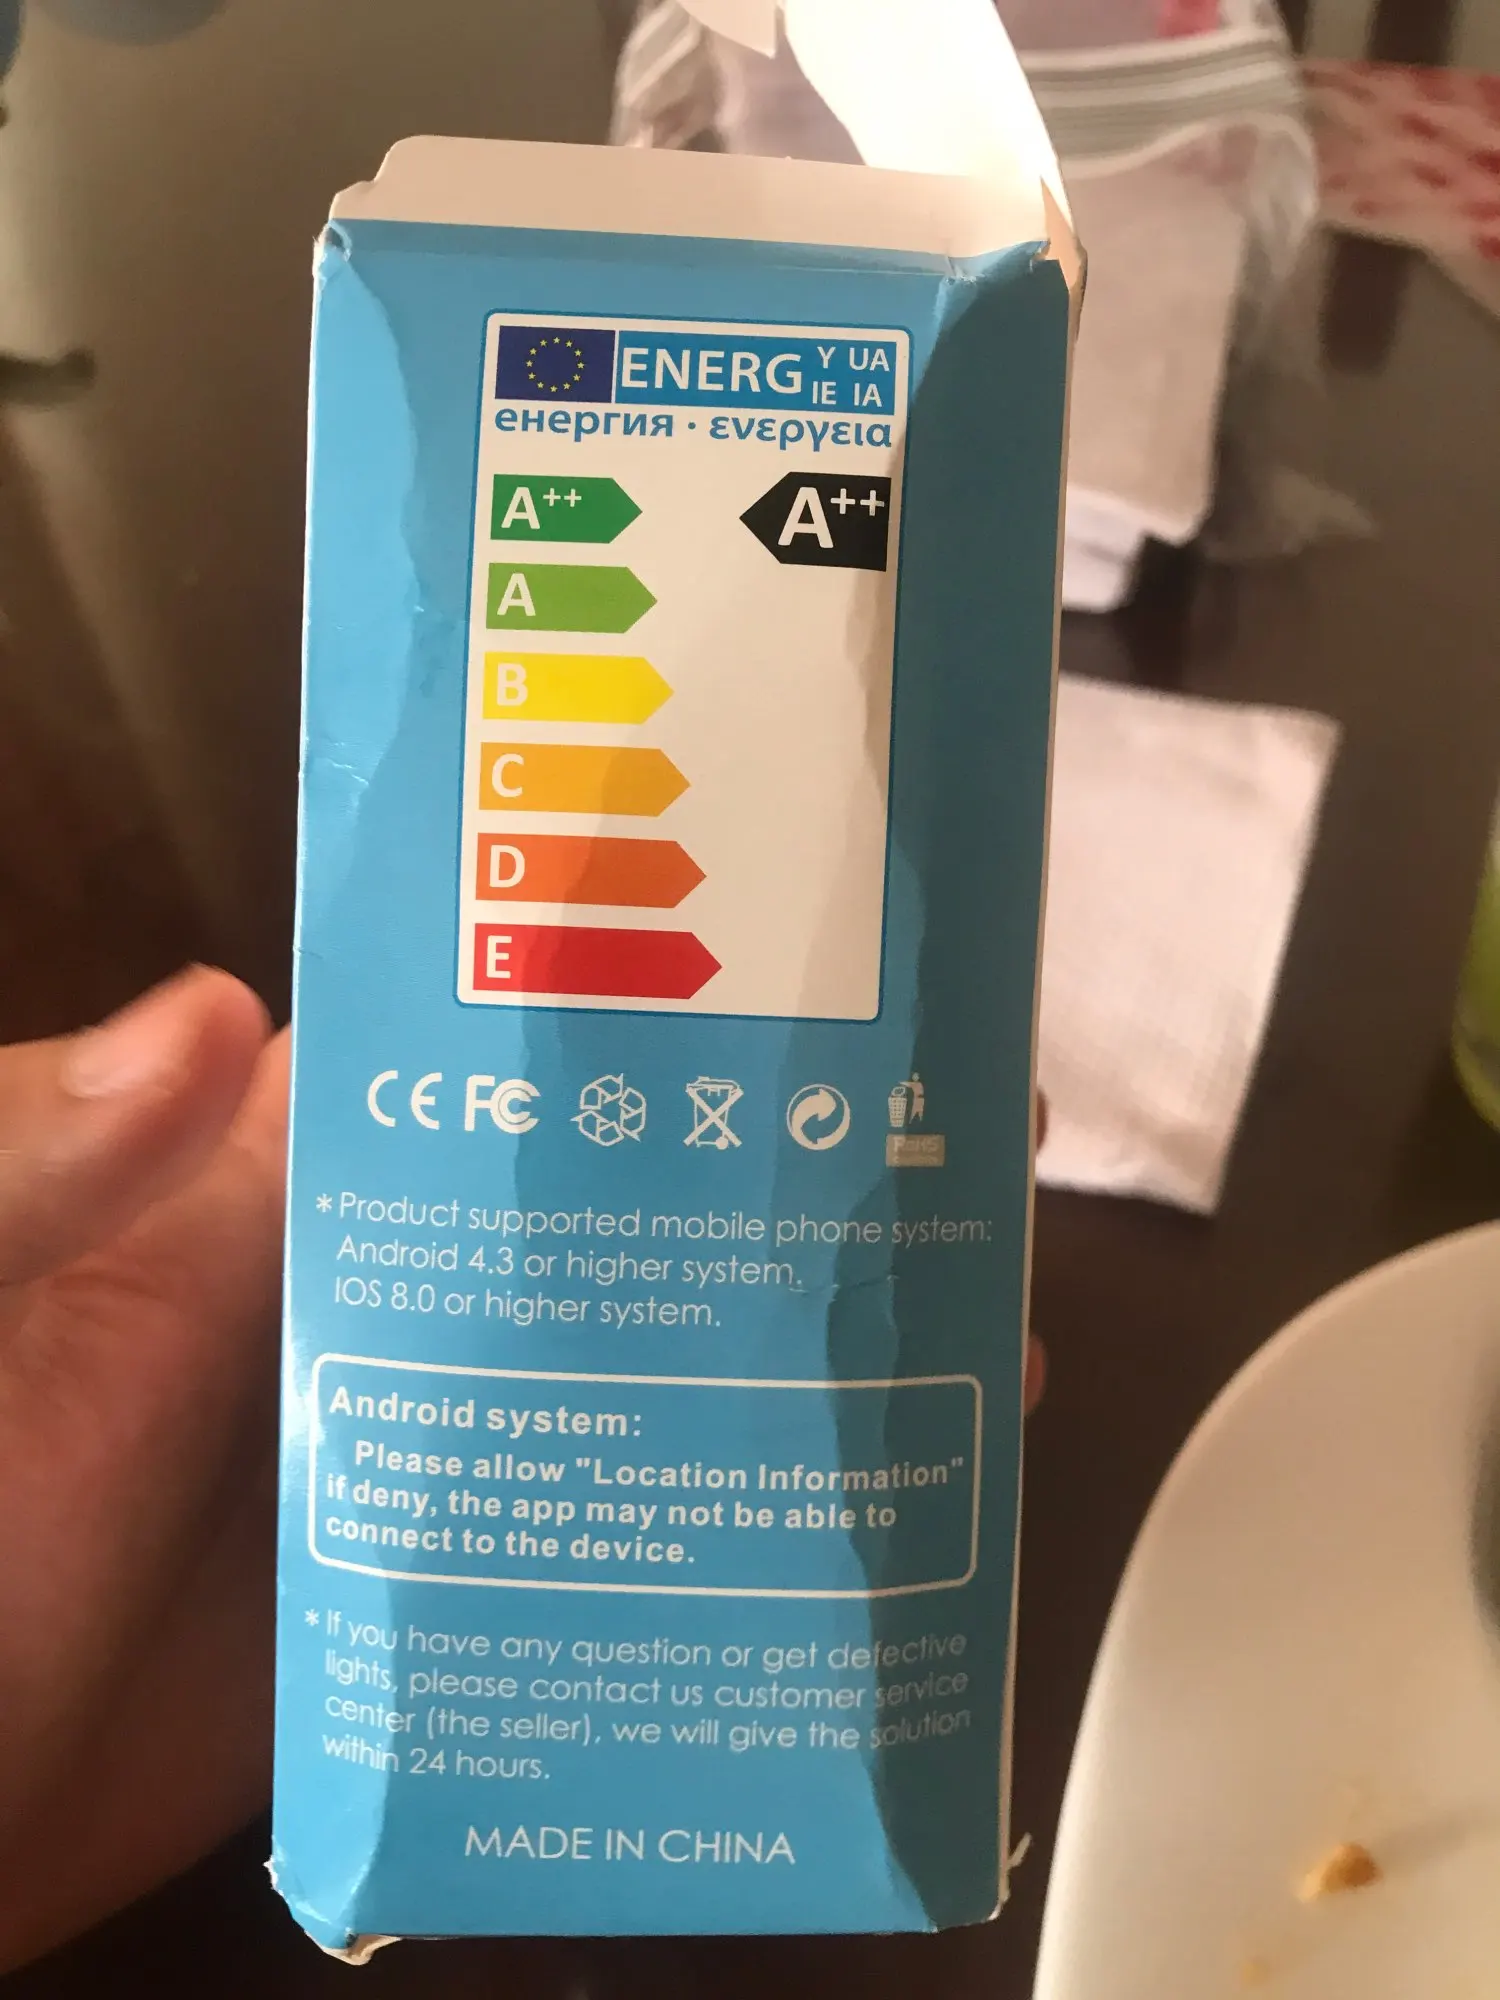 ENERG Y UA
IE IA
енергия · ενεργεια
A++ A++
A
B
C
D
E
CE FC
RoHS
* Product supported mobile phone system:
Android 4.3 or higher system.
IOS 8.0 or higher system.
Android system:
Please allow "Location Information"
if deny, the app may not be able to
connect to the device.
* If you have any question or get defective
lights, please contact us customer service
center (the seller), we will give the solution
within 24 hours.
MADE IN CHINA